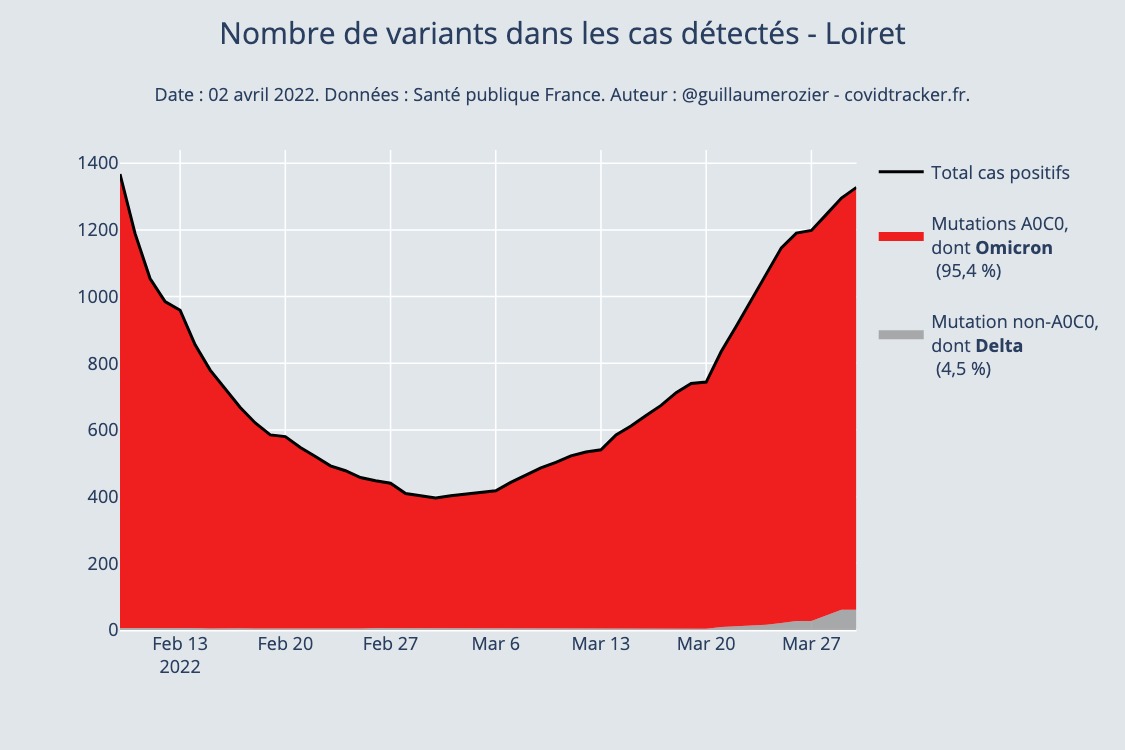 Nombre de variants dans les cas détectés - Loiret
Date : 02 avril 2022. Données : Santé publique France. Auteur : @guillaumerozier - covidtracker.fr.
1400
1200
1000
800
600
400
200
0
Feb 13
2022
Feb 20
Feb 27
Mar 6
Mar 13
Mar 20
Mar 27
Total cas positifs
Mutations A0C0,
dont Omicron
(95,4 %)
Mutation non-A0C0,
dont Delta
(4,5 %)